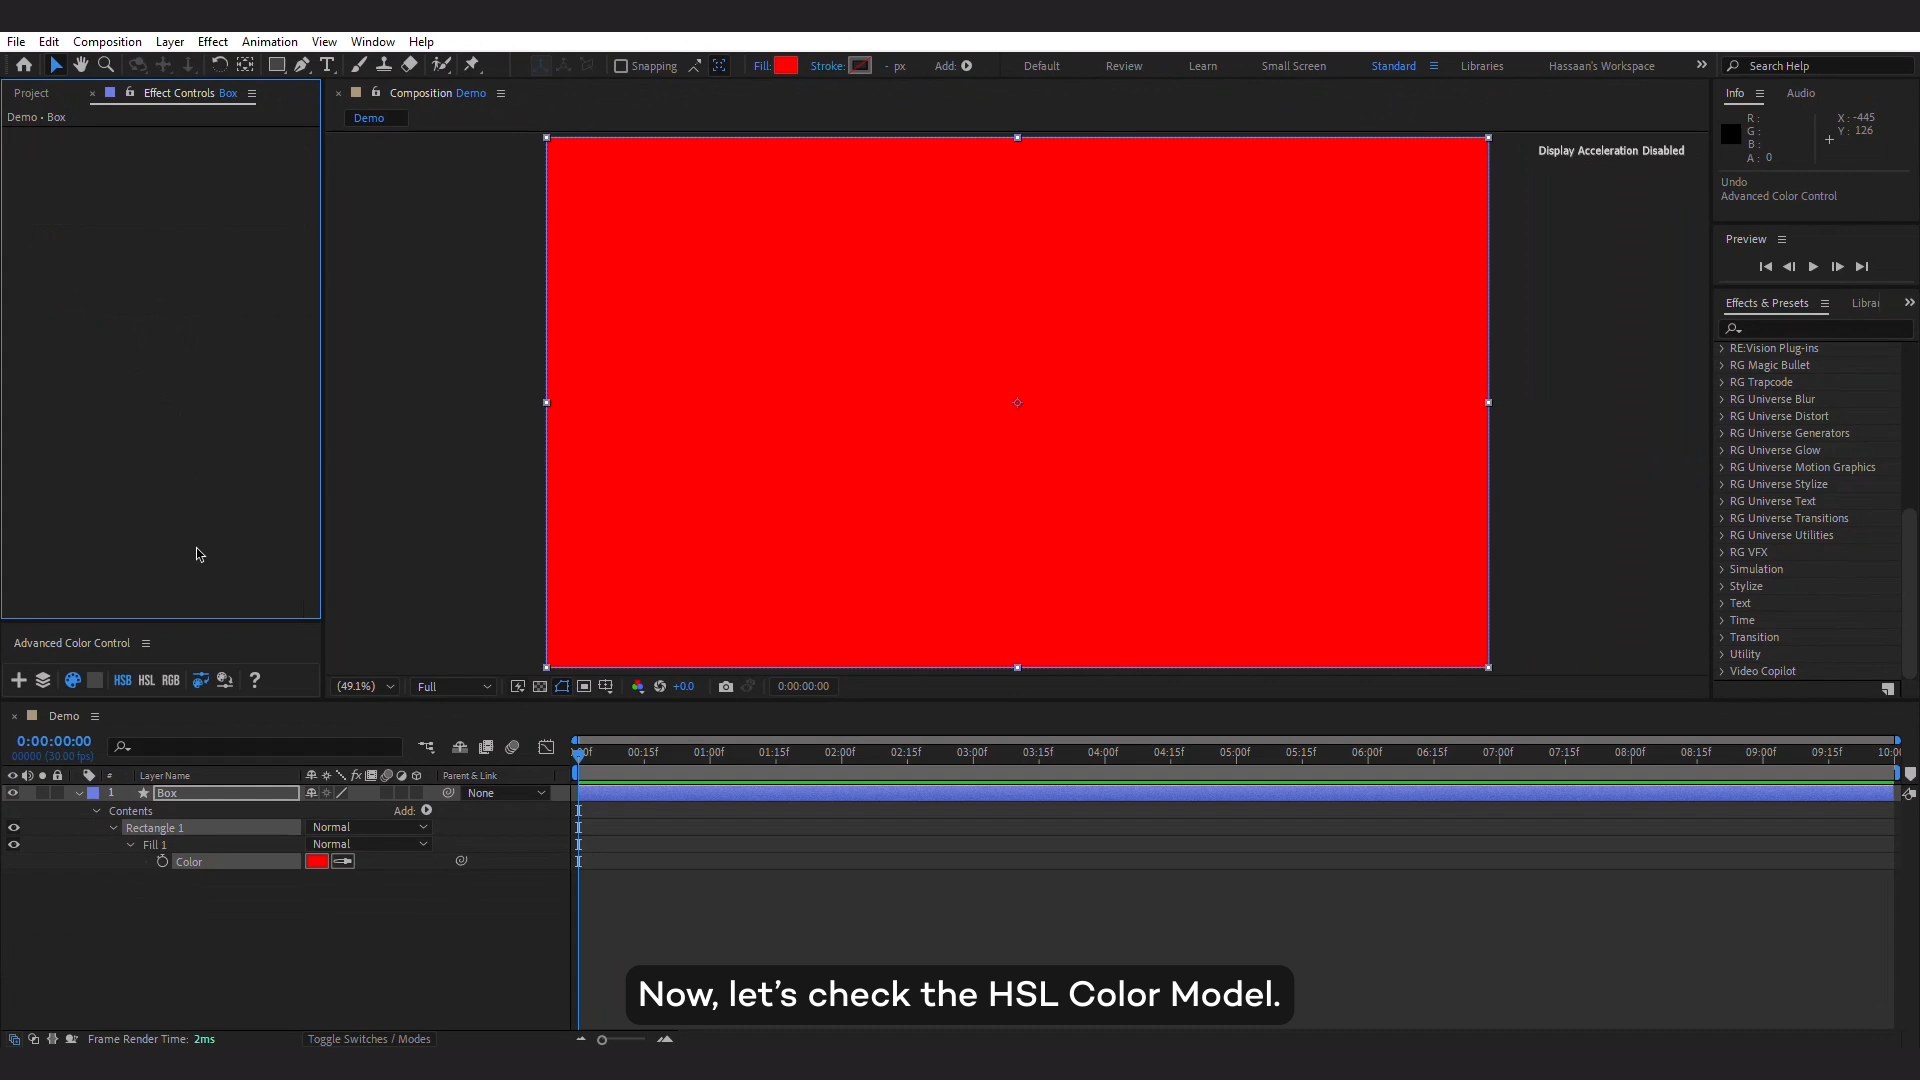 File Edit Composition Layer Effect Animation View Window Help
Snapping Fill: Stroke: - px Add: Default Review Learn Small Screen Standard Libraries Hassaan's Workspace Search Help
Project Effect Controls Box
Demo • Box
Composition Demo
Demo
Display Acceleration Disabled
Info Audio
R :
G :
B :
A : 0
X : -445
Y : 126
Undo
Advanced Color Control
Preview
Effects & Presets
RE:Vision Plug-ins
RG Magic Bullet
RG Trapcode
RG Universe Blur
RG Universe Distort
RG Universe Generators
RG Universe Glow
RG Universe Motion Graphics
RG Universe Stylize
RG Universe Text
RG Universe Transitions
RG Universe Utilities
RG VFX
Simulation
Stylize
Text
Time
Transition
Utility
Video Copilot
Advanced Color Control
HSB HSL RGB ?
(49.1%) Full +0.0 0:00:00:00
Demo
0:00:00:00
00000 (30.00 fps)
00:15f 01:00f 01:15f 02:00f 02:15f 03:00f 03:15f 04:00f 04:15f 05:00f 05:15f 06:00f 06:15f 07:00f 07:15f 08:00f 08:15f 09:00f 09:15f
# Layer Name fx Parent & Link
1 Box None
Contents Add:
Rectangle 1 Normal
Fill 1 Normal
Color
Now, let's check the HSL Color Model.
Frame Render Time: 2ms Toggle Switches / Modes